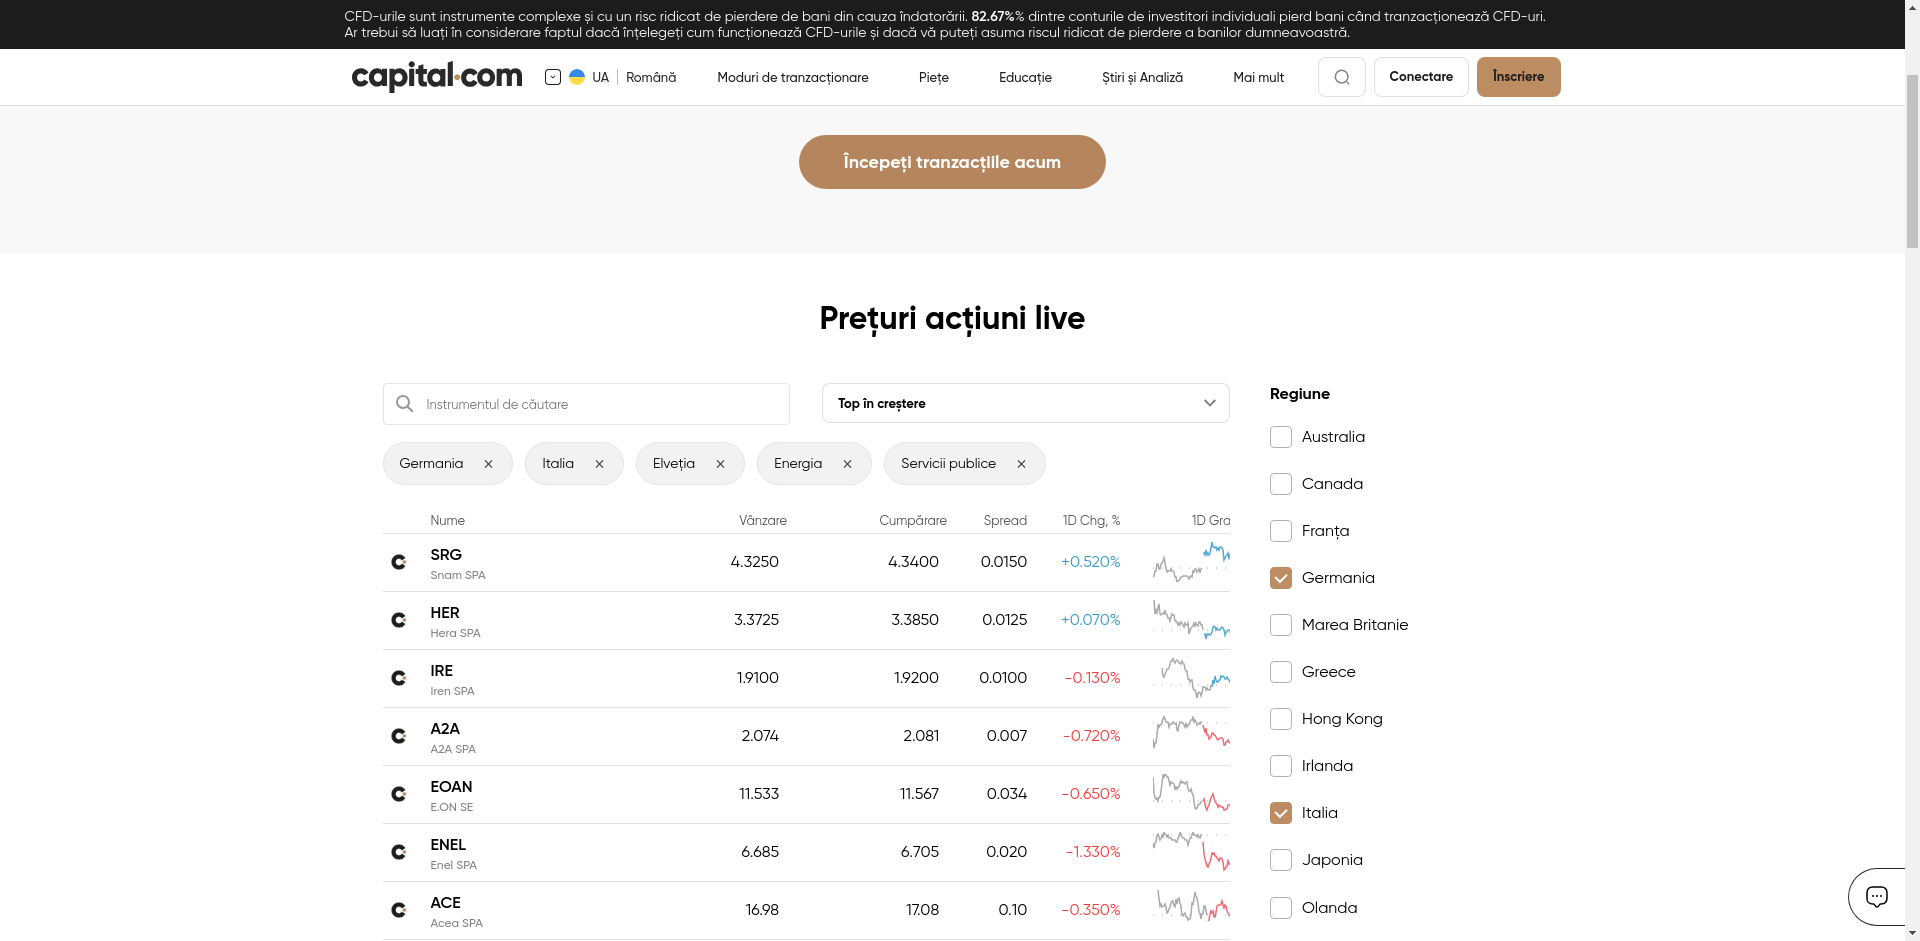 CFD-urile sunt instrumente complexe și cu un risc ridicat de pierdere de bani din cauza îndatorării. 82.67%% dintre conturile de investitori individuali pierd bani când tranzacționează CFD-uri.
Ar trebui să luați în considerare faptul dacă înțelegeți cum funcționează CFD-urile și dacă vă puteți asuma riscul ridicat de pierdere a banilor dumneavoastră.
capital.com UA Română Moduri de tranzacționare Piețe Educație Știri și Analiză Mai mult Conectare Înscriere
Începeți tranzacțiile acum
Prețuri acțiuni live
Instrumentul de căutare Top în creștere
Germania Italia Elveția Energia Servicii publice
Nume Vânzare Cumpărare Spread 1D Chg, % 1D Gra
SRG 4.3250 4.3400 0.0150 +0.520%
Snam SPA
HER 3.3725 3.3850 0.0125 +0.070%
Hera SPA
IRE 1.9100 1.9200 0.0100 -0.130%
Iren SPA
A2A 2.074 2.081 0.007 -0.720%
A2A SPA
EOAN 11.533 11.567 0.034 -0.650%
E.ON SE
ENEL 6.685 6.705 0.020 -1.330%
Enel SPA
ACE 16.98 17.08 0.10 -0.350%
Acea SPA
Regiune
Australia
Canada
Franța
Germania
Marea Britanie
Greece
Hong Kong
Irlanda
Italia
Japonia
Olanda